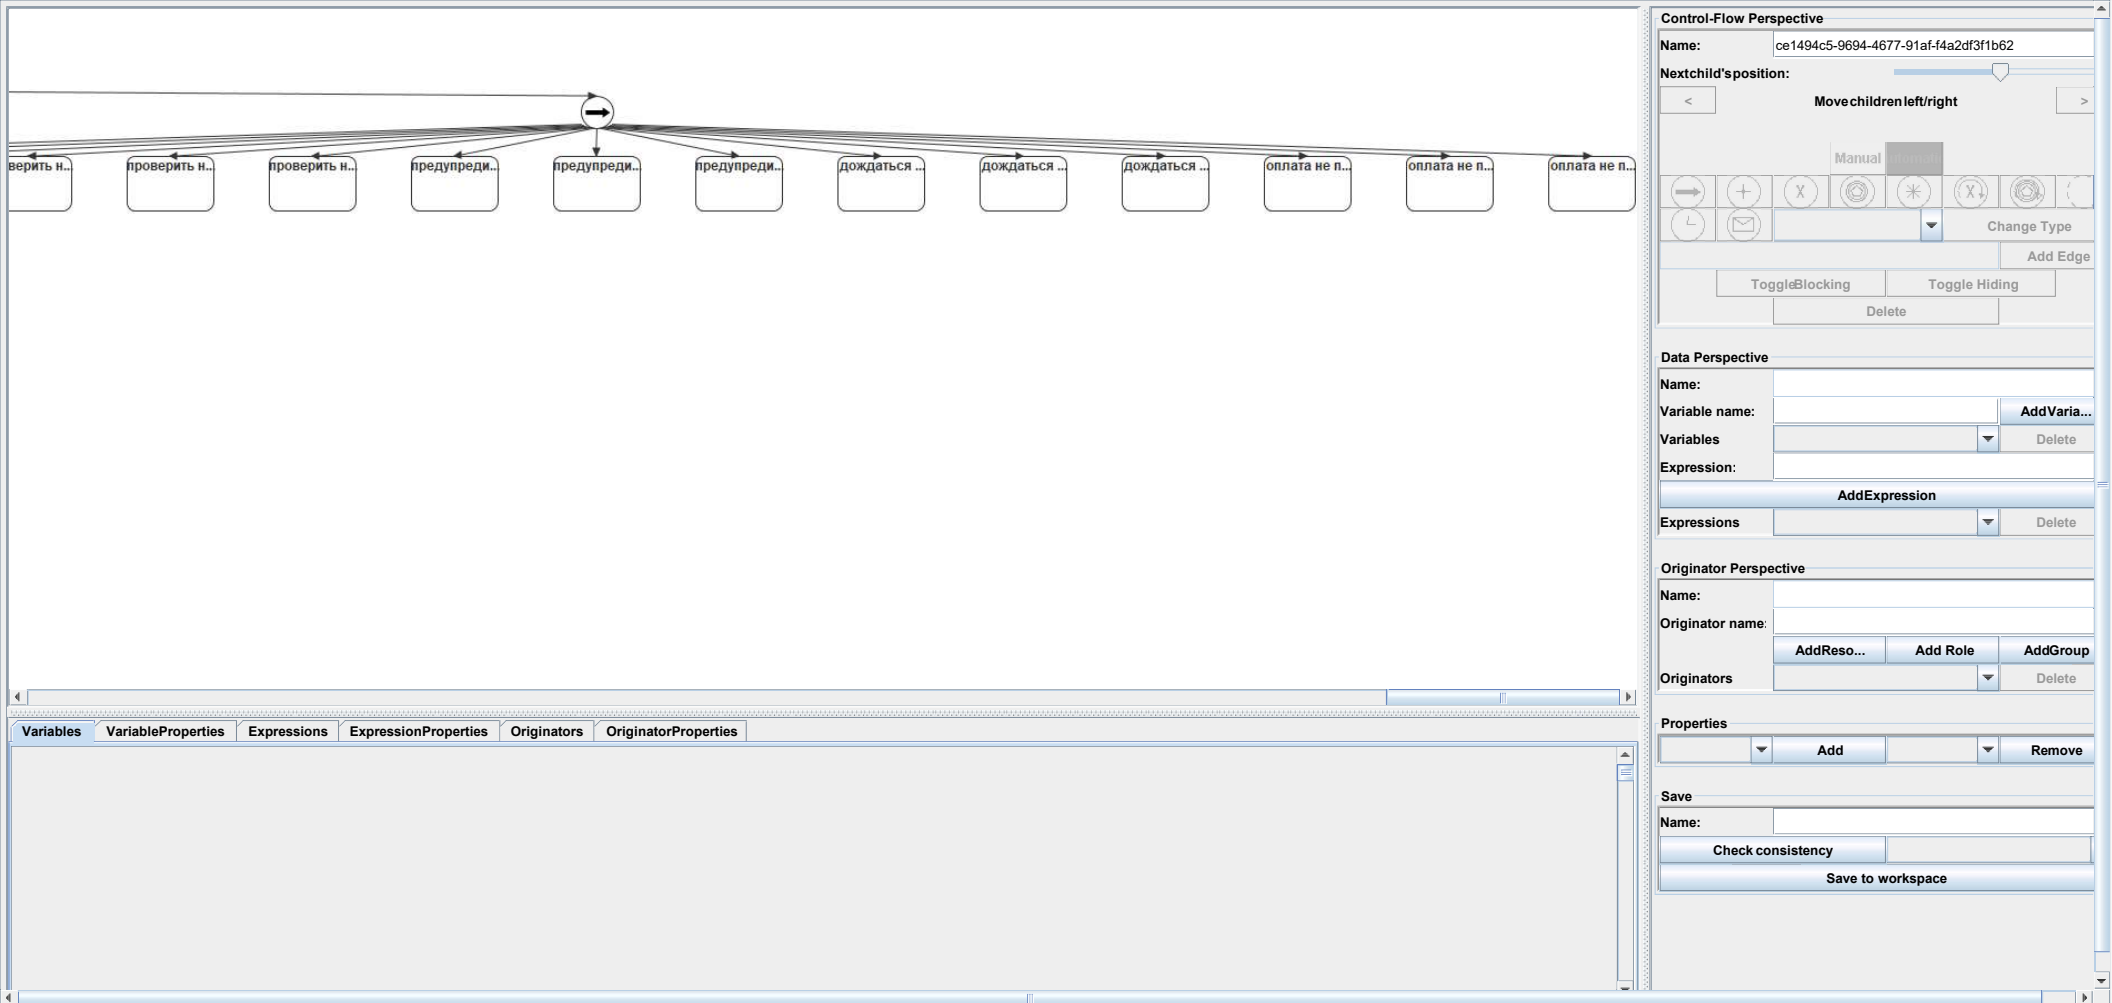 Control-Flow Perspective
Name: ce1494c5-9694-4677-91af-f4a2df3f1b62
Nextchild'sposition:
< Movechildrenleft/right >
верить н... проверить н... проверить н... предупреди... предупреди... предупреди... дождаться ... дождаться ... дождаться ... оплата не п... оплата не п... оплата не п...
Manual
Change Type
Add Edge
ToggleBlocking Toggle Hiding
Delete
Data Perspective
Name:
Variable name: AddVaria...
Variables Delete
Expression:
AddExpression
Expressions Delete
Originator Perspective
Name:
Originator name:
AddReso... Add Role AddGroup
Originators Delete
Properties
Add Remove
Save
Name:
Check consistency
Save to workspace
Variables VariableProperties Expressions ExpressionProperties Originators OriginatorProperties